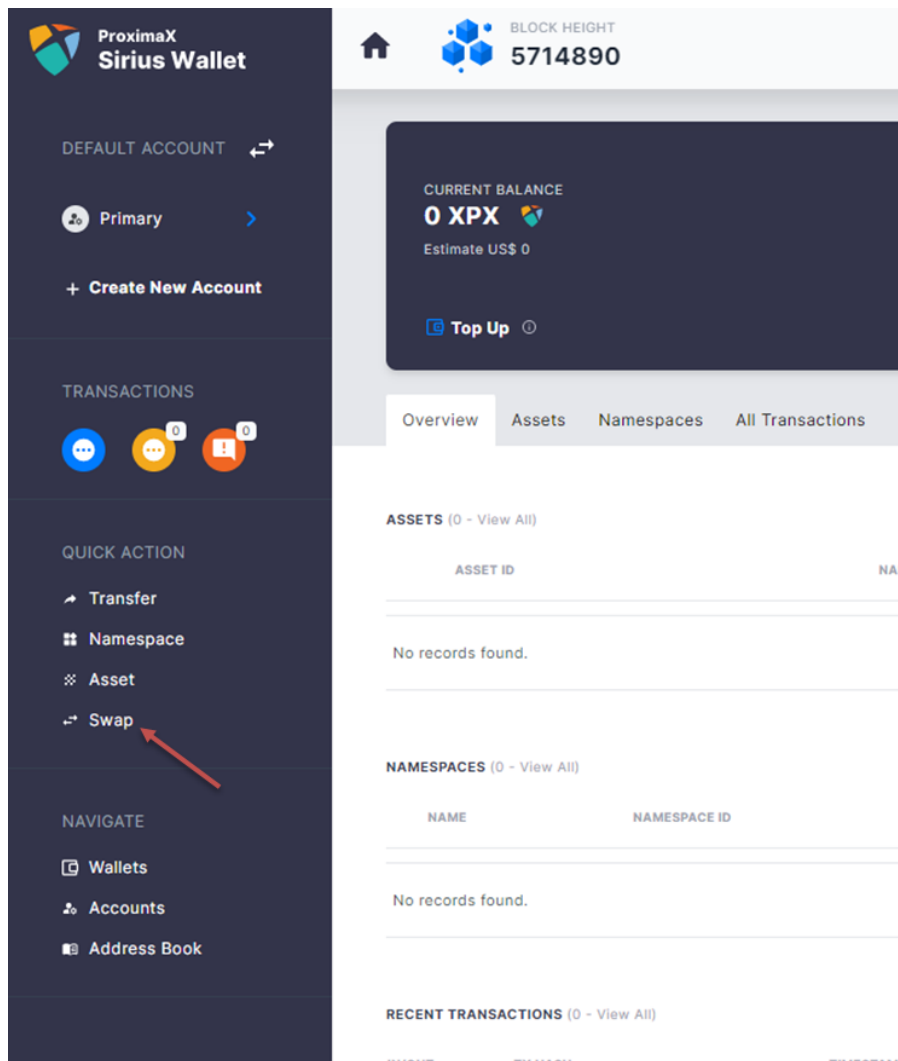 ProximaX
Sirius Wallet
BLOCK HEIGHT
5714890
DEFAULT ACCOUNT
Primary
+ Create New Account
CURRENT BALANCE
0 XPX
Estimate US$ 0
Top Up
TRANSACTIONS
0
0
Overview Assets Namespaces All Transactions
QUICK ACTION
Transfer
Namespace
Asset
Swap
ASSETS (0 - View All)
ASSET ID
No records found.
NAMESPACES (0 - View All)
NAME NAMESPACE ID
No records found.
NAVIGATE
Wallets
Accounts
Address Book
RECENT TRANSACTIONS (0 - View All)